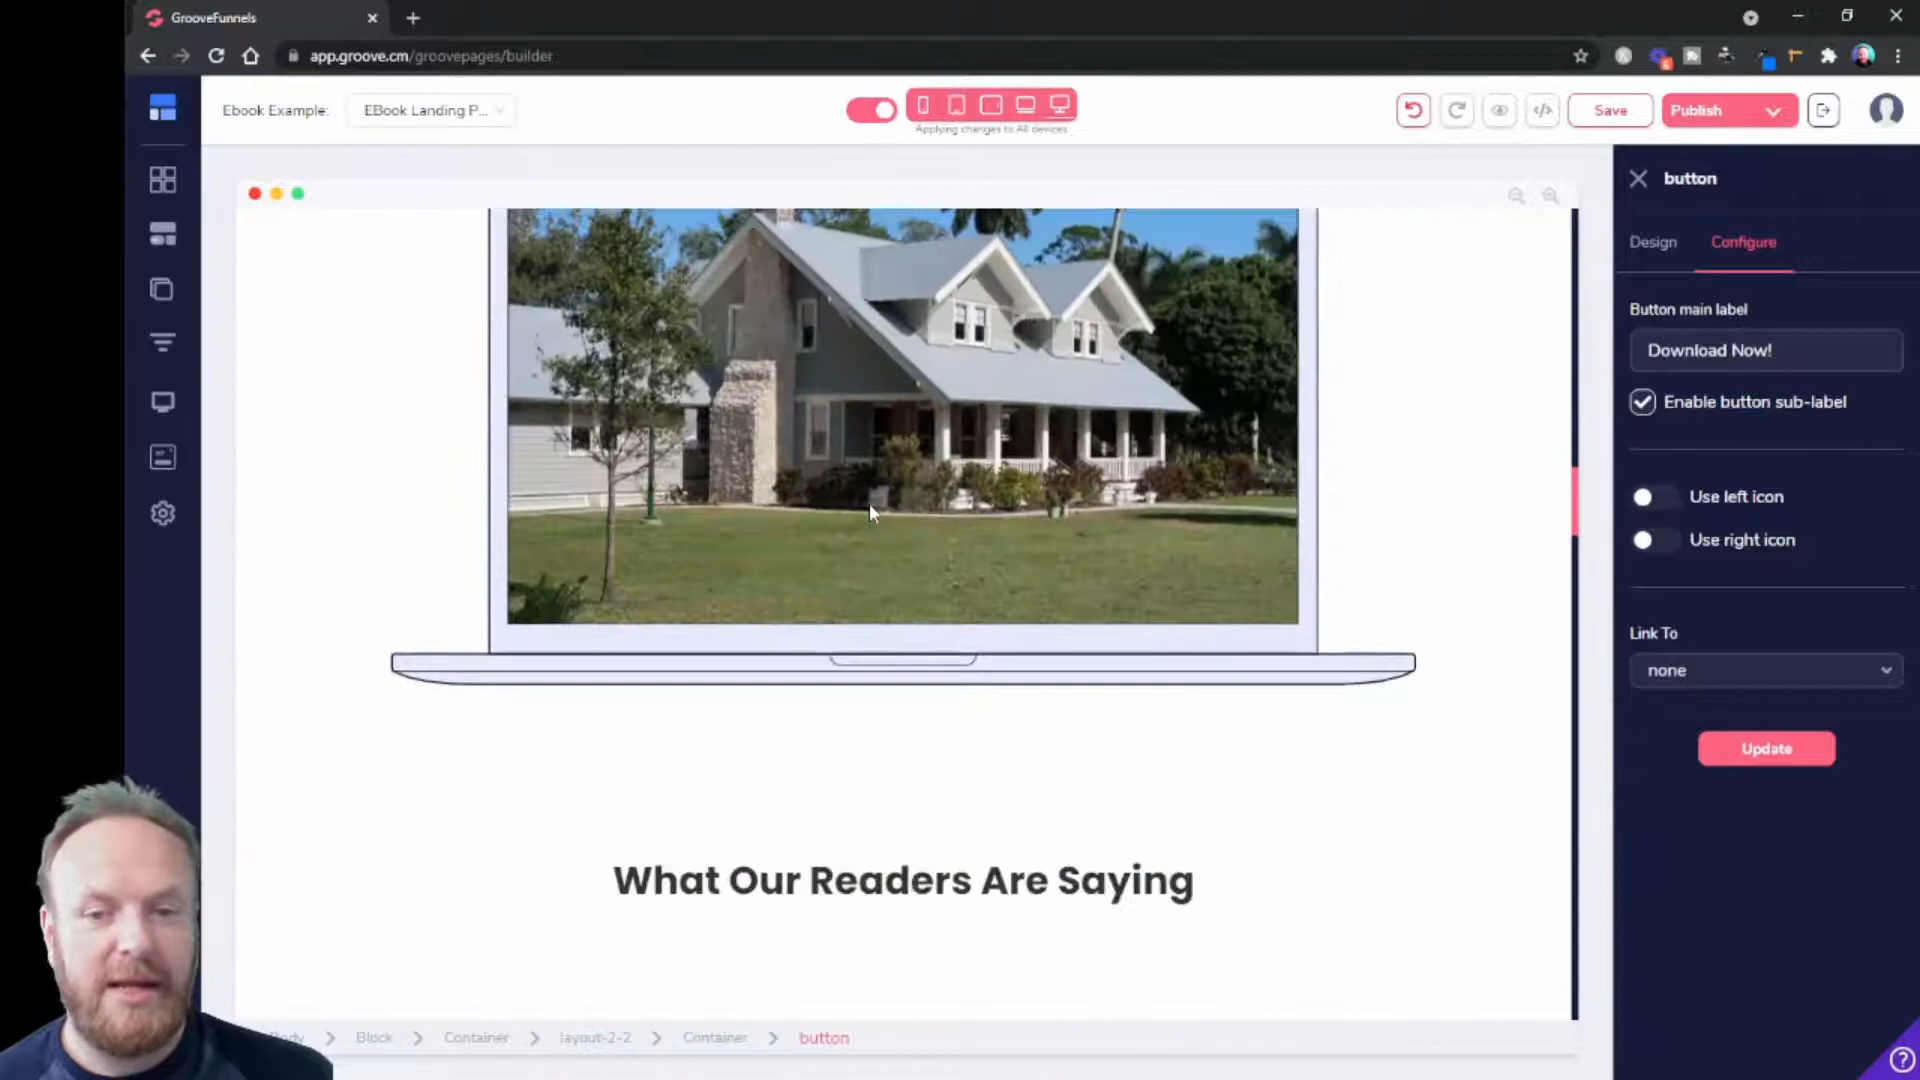 GrooveFunnels
app.groove.cm/groovepages/builder
Ebook Example:
EBook Landing P...
Applying changes to All devices
Save
Publish
button
Design
Configure
Button main label
Download Now!
Enable button sub-label
Use left icon
Use right icon
Link To
none
Update
What Our Readers Are Saying
Body > Block > Container > layout-2-2 > Container > button